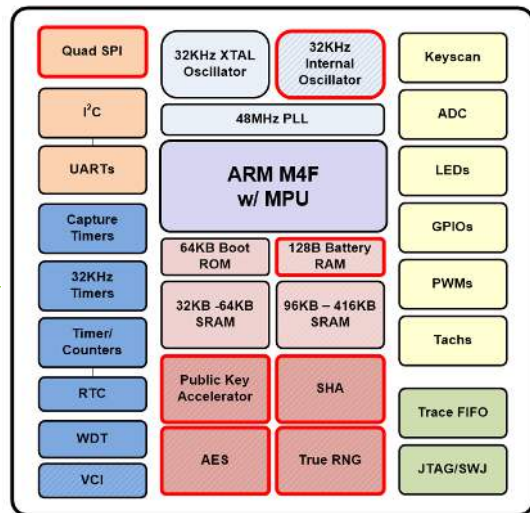 Quad SPI
I²C
UARTs
Capture
Timers
32KHz
Timers
Timer/
Counters
RTC
WDT
VCI
32KHz XTAL
Oscillator
32KHz
Internal
Oscillator
48MHz PLL
ARM M4F
w/ MPU
64KB Boot
ROM
128B Battery
RAM
32KB -64KB
SRAM
96KB – 416KB
SRAM
Public Key
Accelerator
SHA
AES
True RNG
Keyscan
ADC
LEDs
GPIOs
PWMs
Tachs
Trace FIFO
JTAG/SWJ